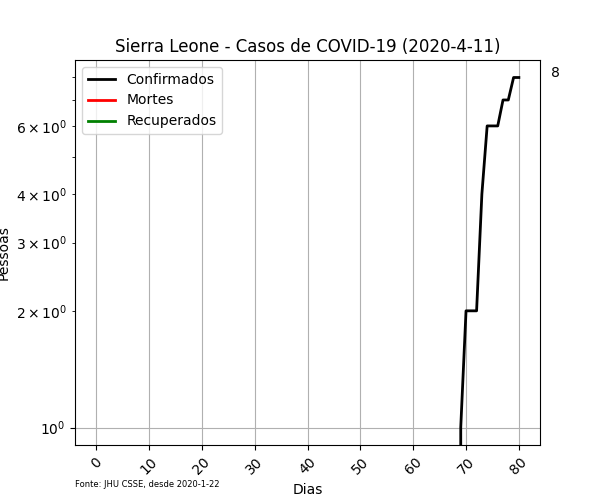 Sierra Leone - Casos de COVID-19 (2020-4-11)
Confirmados
Mortes
Recuperados
8
6 × 10⁰
4 × 10⁰
3 × 10⁰
2 × 10⁰
10⁰
Pessoas
0 10 20 30 40 50 60 70 80
Dias
Fonte: JHU CSSE, desde 2020-1-22